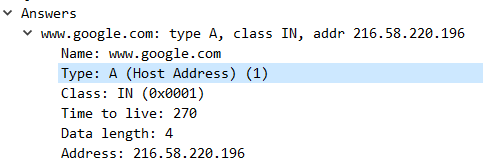 Answers
www.google.com: type A, class IN, addr 216.58.220.196
Name: www.google.com
Type: A (Host Address) (1)
Class: IN (0x0001)
Time to live: 270
Data length: 4
Address: 216.58.220.196